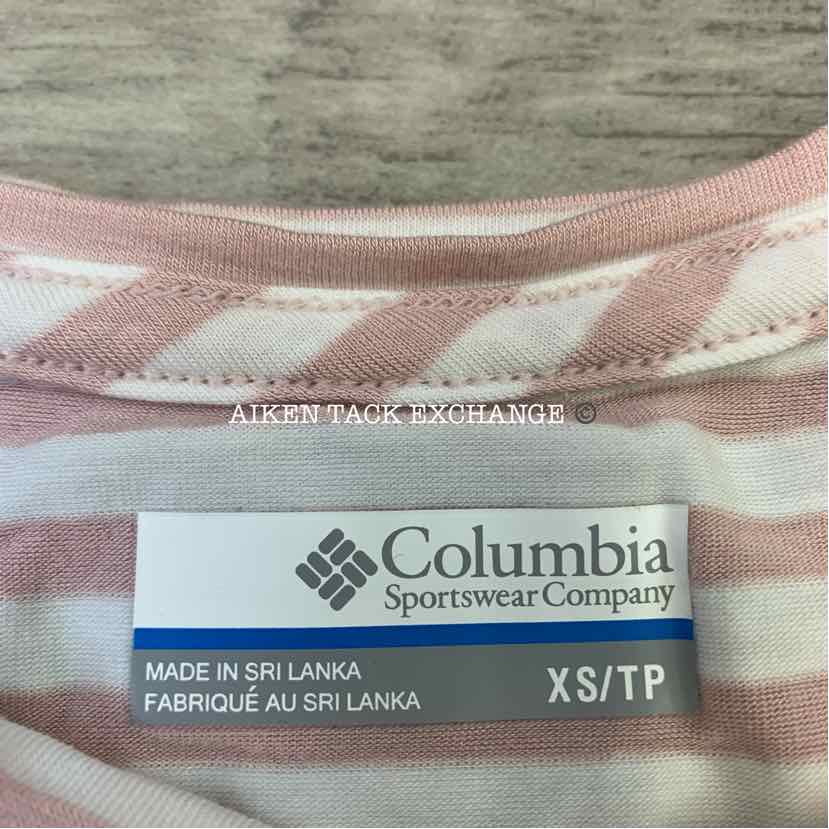 AIKEN TACK EXCHANGE ©
Columbia
Sportswear Company
MADE IN SRI LANKA
FABRIQUÉ AU SRI LANKA
XS/TP